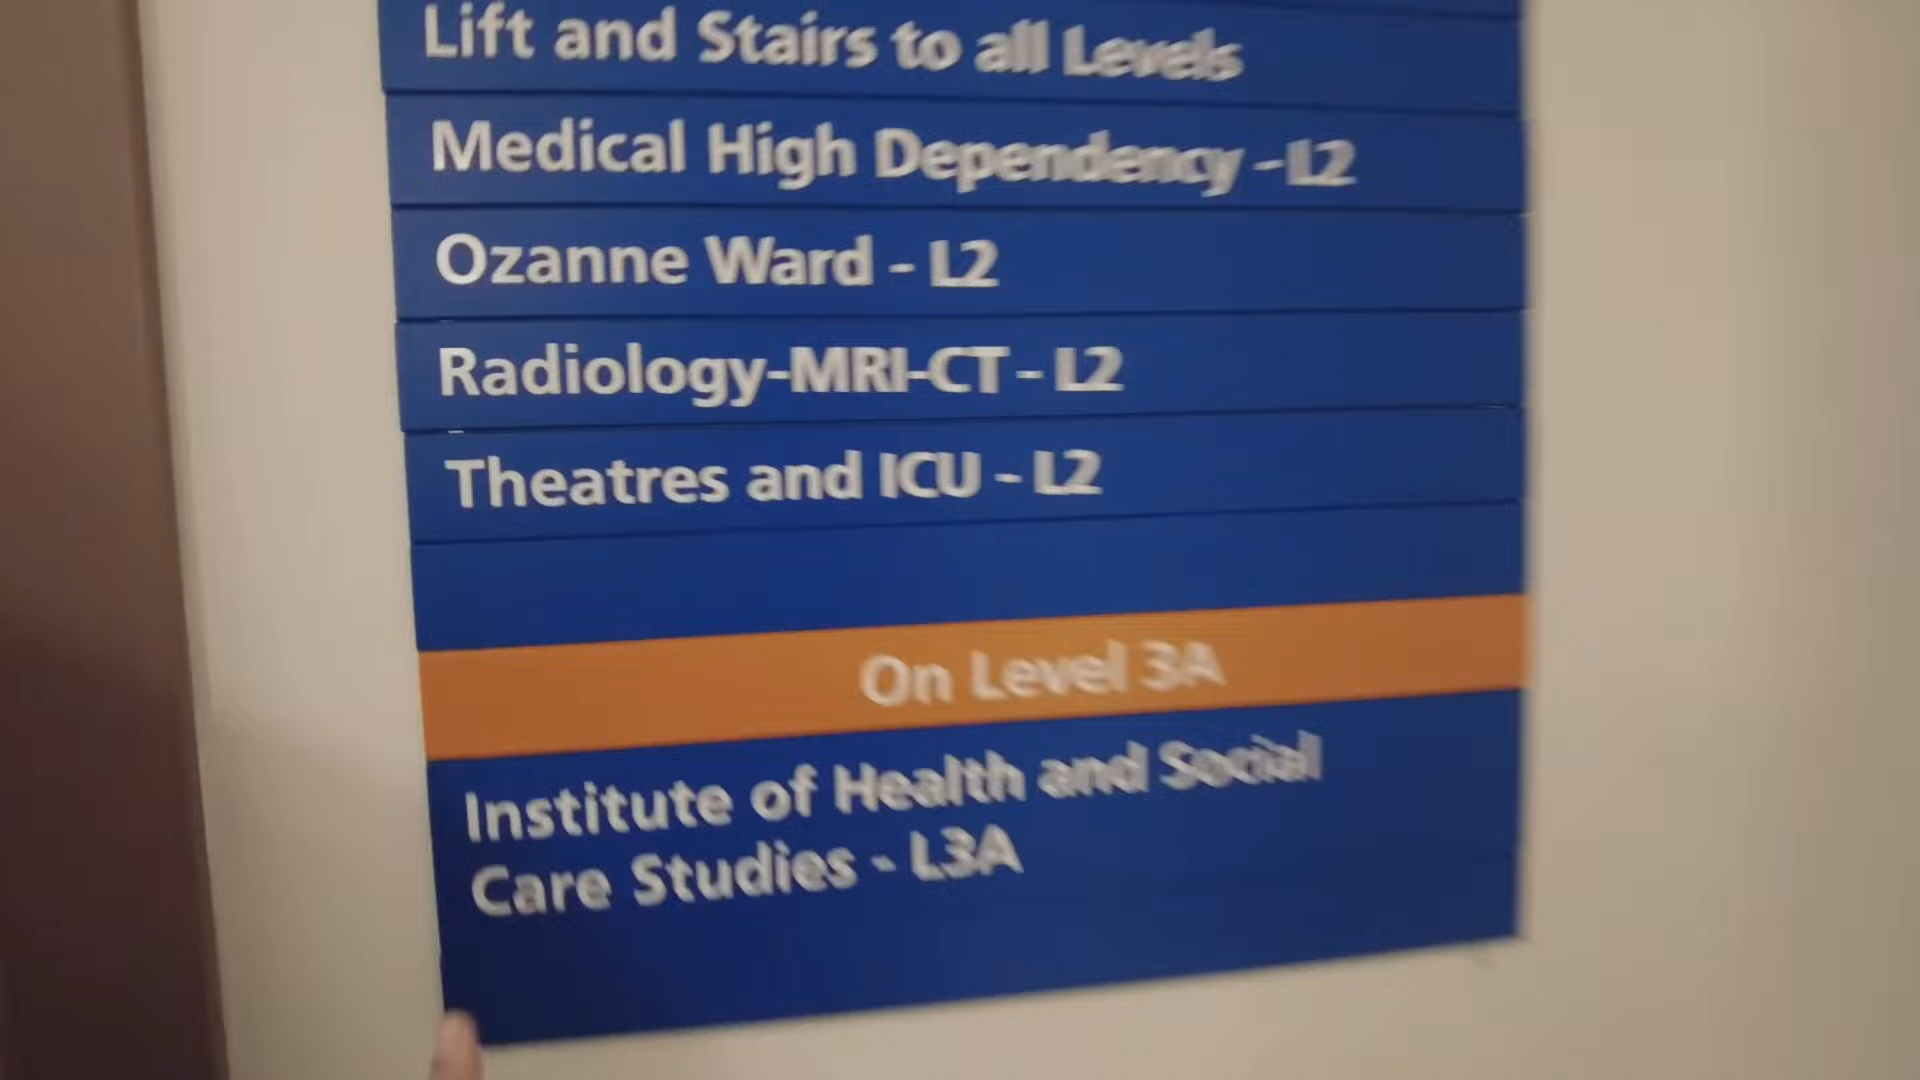 Lift and Stairs to all Levels
Medical High Dependency - L2
Ozanne Ward - L2
Radiology-MRI-CT - L2
Theatres and ICU - L2
On Level 3A
Institute of Health and Social
Care Studies - L3A